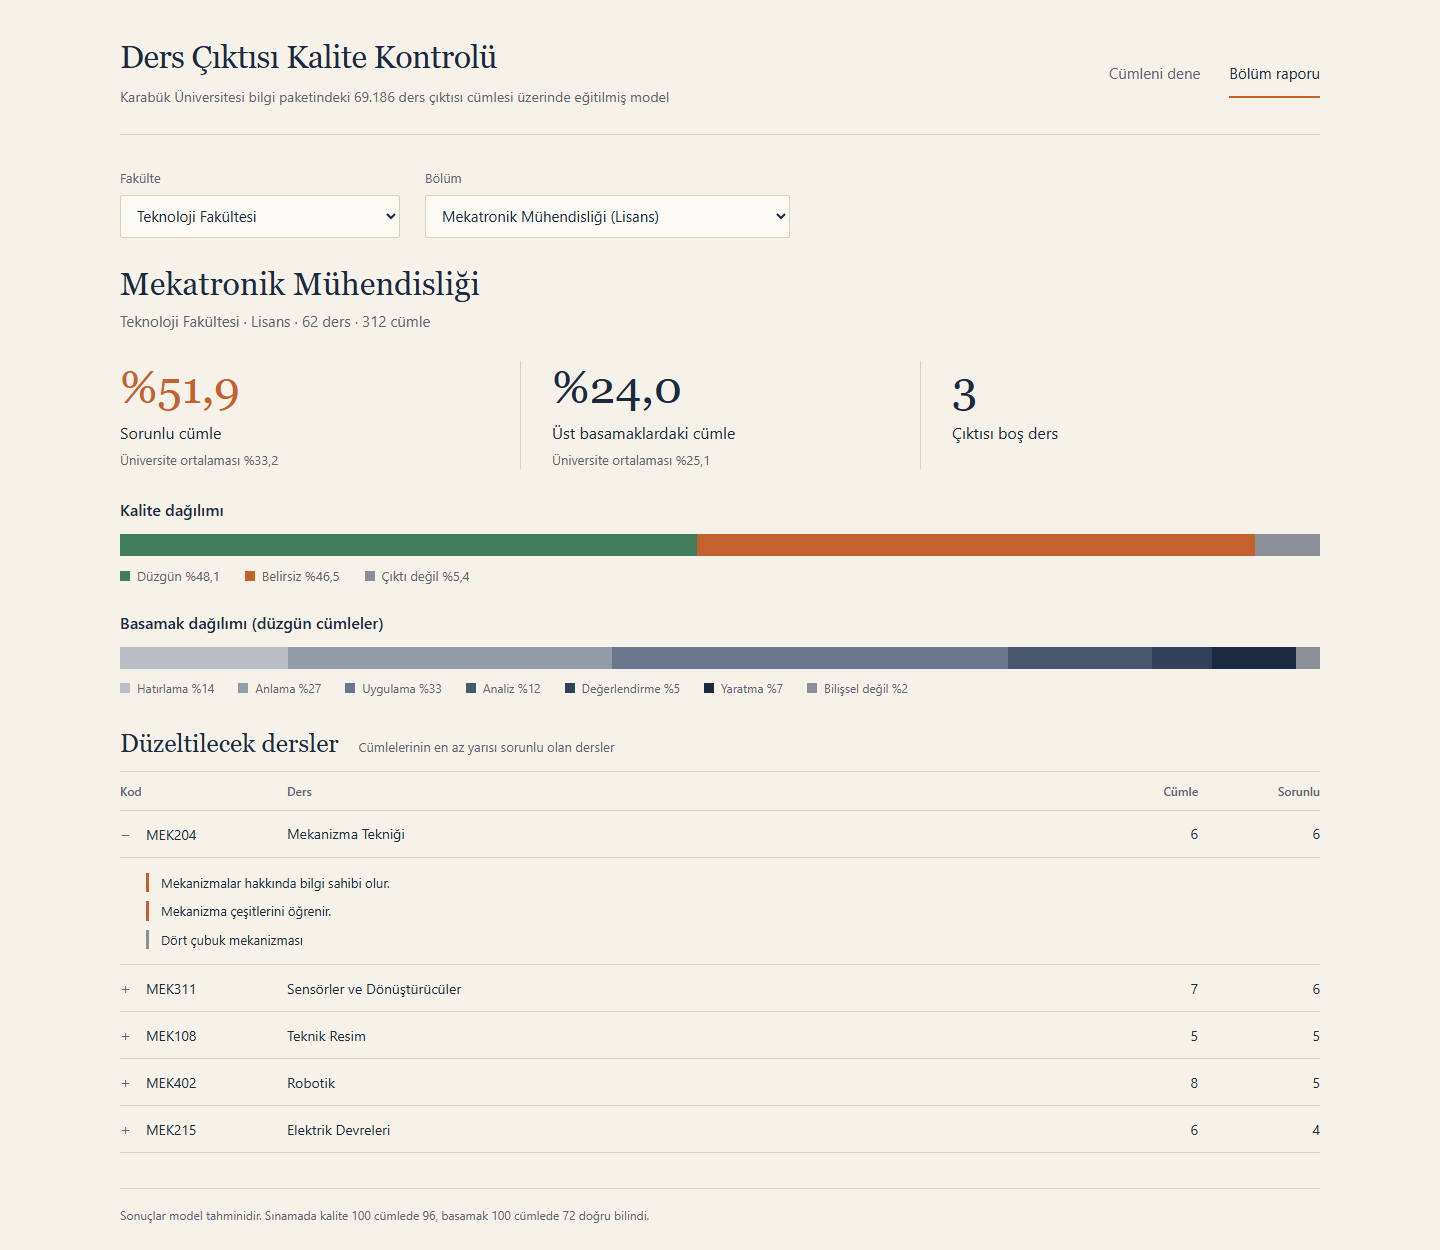 Ders Çıktısı Kalite Kontrolü
Karabük Üniversitesi bilgi paketindeki 69.186 ders çıktısı cümlesi üzerinde eğitilmiş model
Cümleni dene
Bölüm raporu
Fakülte
Bölüm
Teknoloji Fakültesi
Mekatronik Mühendisliği (Lisans)
Mekatronik Mühendisliği
Teknoloji Fakültesi · Lisans · 62 ders · 312 cümle
%51,9
Sorunlu cümle
Üniversite ortalaması %33,2
%24,0
Üst basamaklardaki cümle
Üniversite ortalaması %25,1
3
Çıktısı boş ders
Kalite dağılımı
Düzgün %48,1
Belirsiz %46,5
Çıktı değil %5,4
Basamak dağılımı (düzgün cümleler)
Hatırlama %14
Anlama %27
Uygulama %33
Analiz %12
Değerlendirme %5
Yaratma %7
Bilişsel değil %2
Düzeltilecek dersler
Cümlelerinin en az yarısı sorunlu olan dersler
Kod Ders Cümle Sorunlu
− MEK204 Mekanizma Tekniği 6 6
Mekanizmalar hakkında bilgi sahibi olur.
Mekanizma çeşitlerini öğrenir.
Dört çubuk mekanizması
+ MEK311 Sensörler ve Dönüştürücüler 7 6
+ MEK108 Teknik Resim 5 5
+ MEK402 Robotik 8 5
+ MEK215 Elektrik Devreleri 6 4
Sonuçlar model tahminidir. Sınamada kalite 100 cümlede 96, basamak 100 cümlede 72 doğru bilindi.